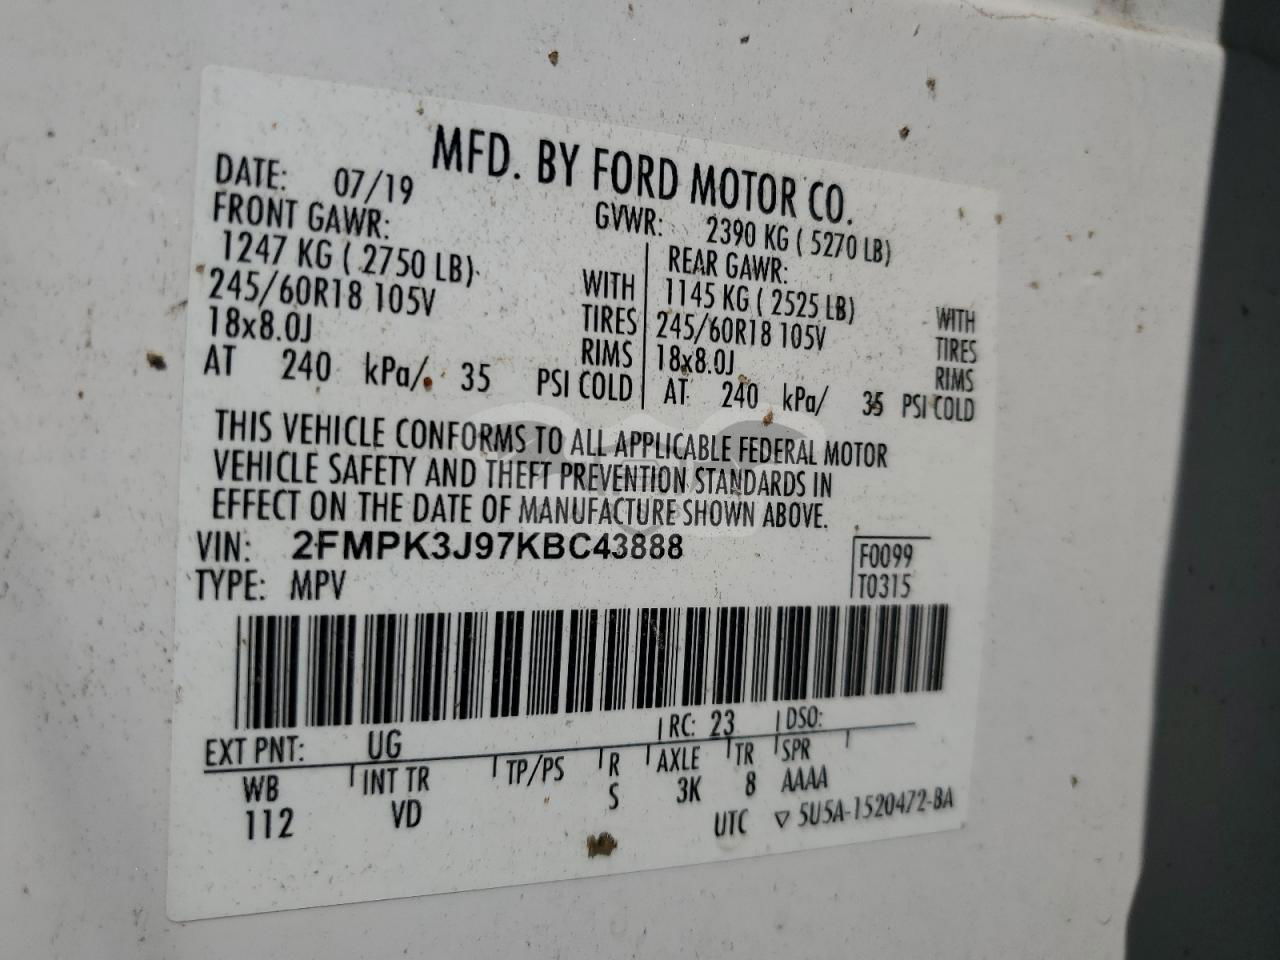 MFD. BY FORD MOTOR CO.
DATE: 07/19 GVWR: 2390 KG ( 5270 LB)
FRONT GAWR: REAR GAWR:
1247 KG ( 2750 LB) WITH 1145 KG ( 2525 LB) WITH
245/60R18 105V TIRES 245/60R18 105V TIRES
18x8.0J RIMS 18x8.0J RIMS
AT 240 kPa/ 35 PSI COLD AT 240 kPa/ 35 PSI COLD
THIS VEHICLE CONFORMS TO ALL APPLICABLE FEDERAL MOTOR
VEHICLE SAFETY AND THEFT PREVENTION STANDARDS IN
EFFECT ON THE DATE OF MANUFACTURE SHOWN ABOVE.
VIN: 2FMPK3J97KBC43888 F0099
TYPE: MPV T0315
EXT PNT: UG RC: 23 DSO:
WB INT TR TP/PS R AXLE TR SPR
112 VD S 3K 8 AAAA
UTC ▽ 5U5A-1520472-BA